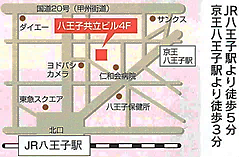 国道20号（甲州街道）
ダイエー
サンクス
八王子共立ビル4F
京王
八王子駅
ヨドバシ
カメラ
仁和会病院
東急スクエア
八王子保健所
北口
JR八王子駅
JR八王子駅より徒歩5分
京王八王子駅より徒歩3分